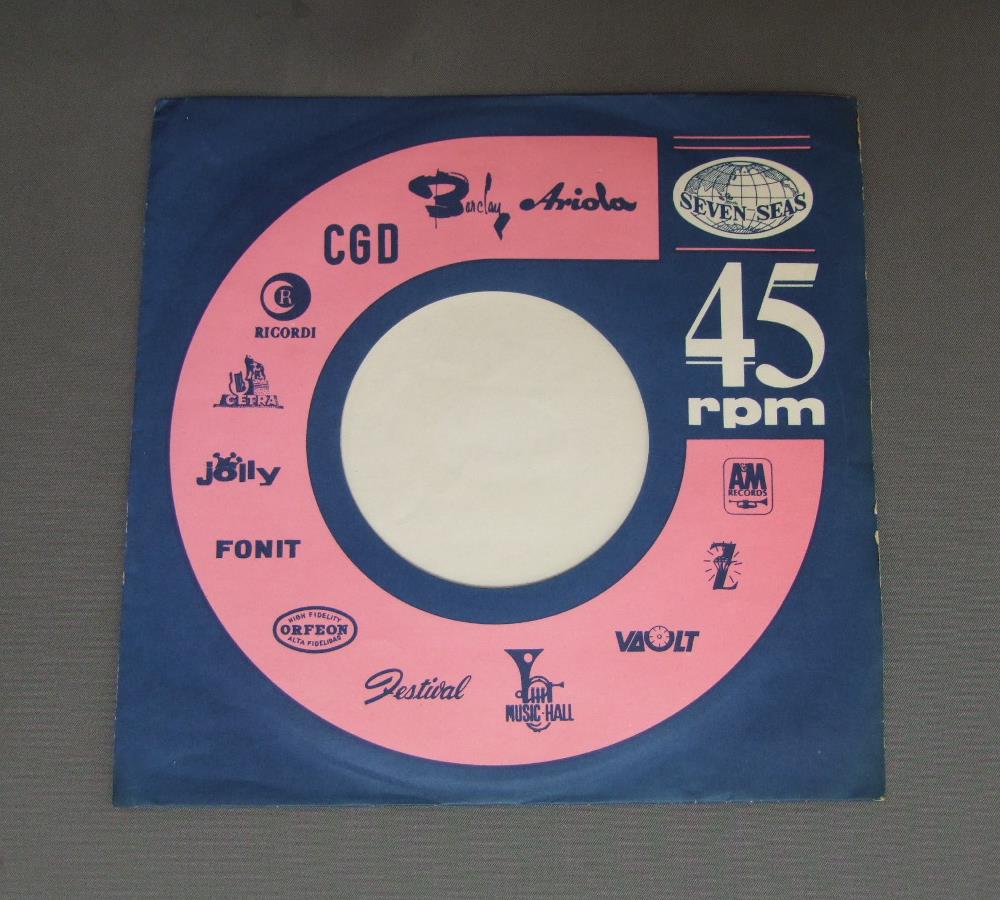 Barclay
Ariola
SEVEN SEAS
45
rpm
CGD
CR
RICORDI
CETRA
jolly
FONIT
HIGH FIDELITY
ORFEON
ALTA FIDELIDAD
Festival
MUSIC-HALL
VAULT
Z
A&M
RECORDS